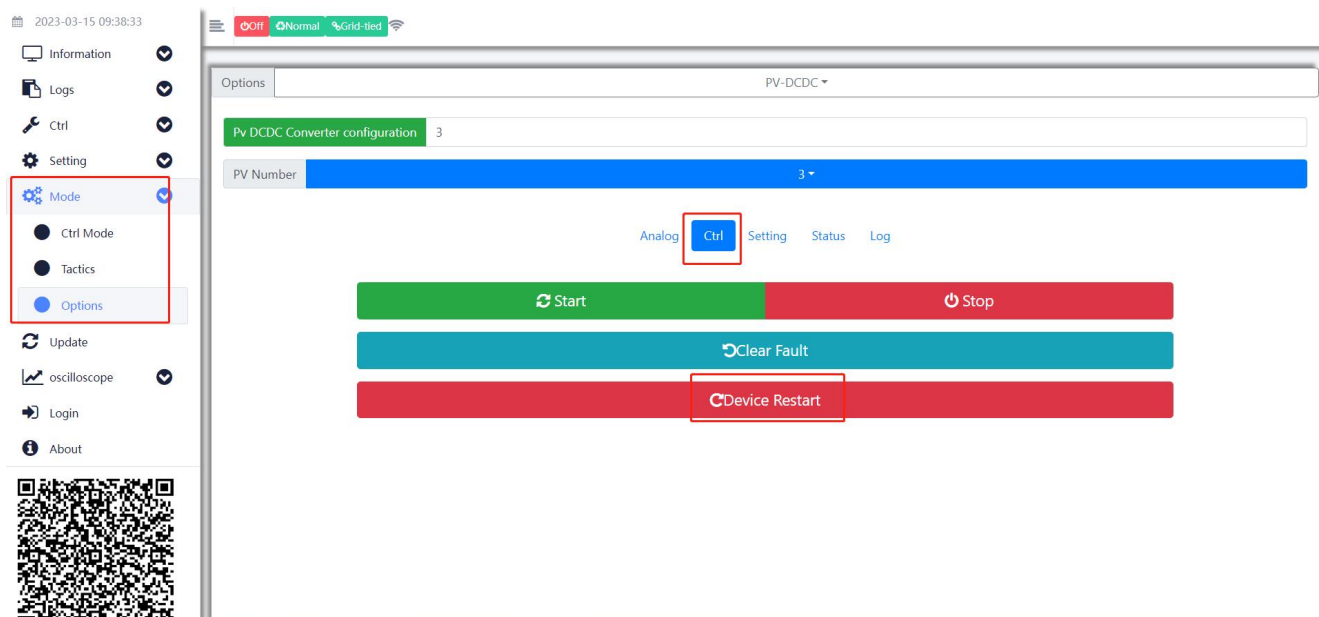 2023-03-15 09:38:33
Off Normal Grid-tied
Information
Logs
Ctrl
Setting
Mode
Ctrl Mode
Tactics
Options
Update
oscilloscope
Login
About
Options PV-DCDC
Pv DCDC Converter configuration 3
PV Number 3
Analog Ctrl Setting Status Log
Start Stop
Clear Fault
Device Restart